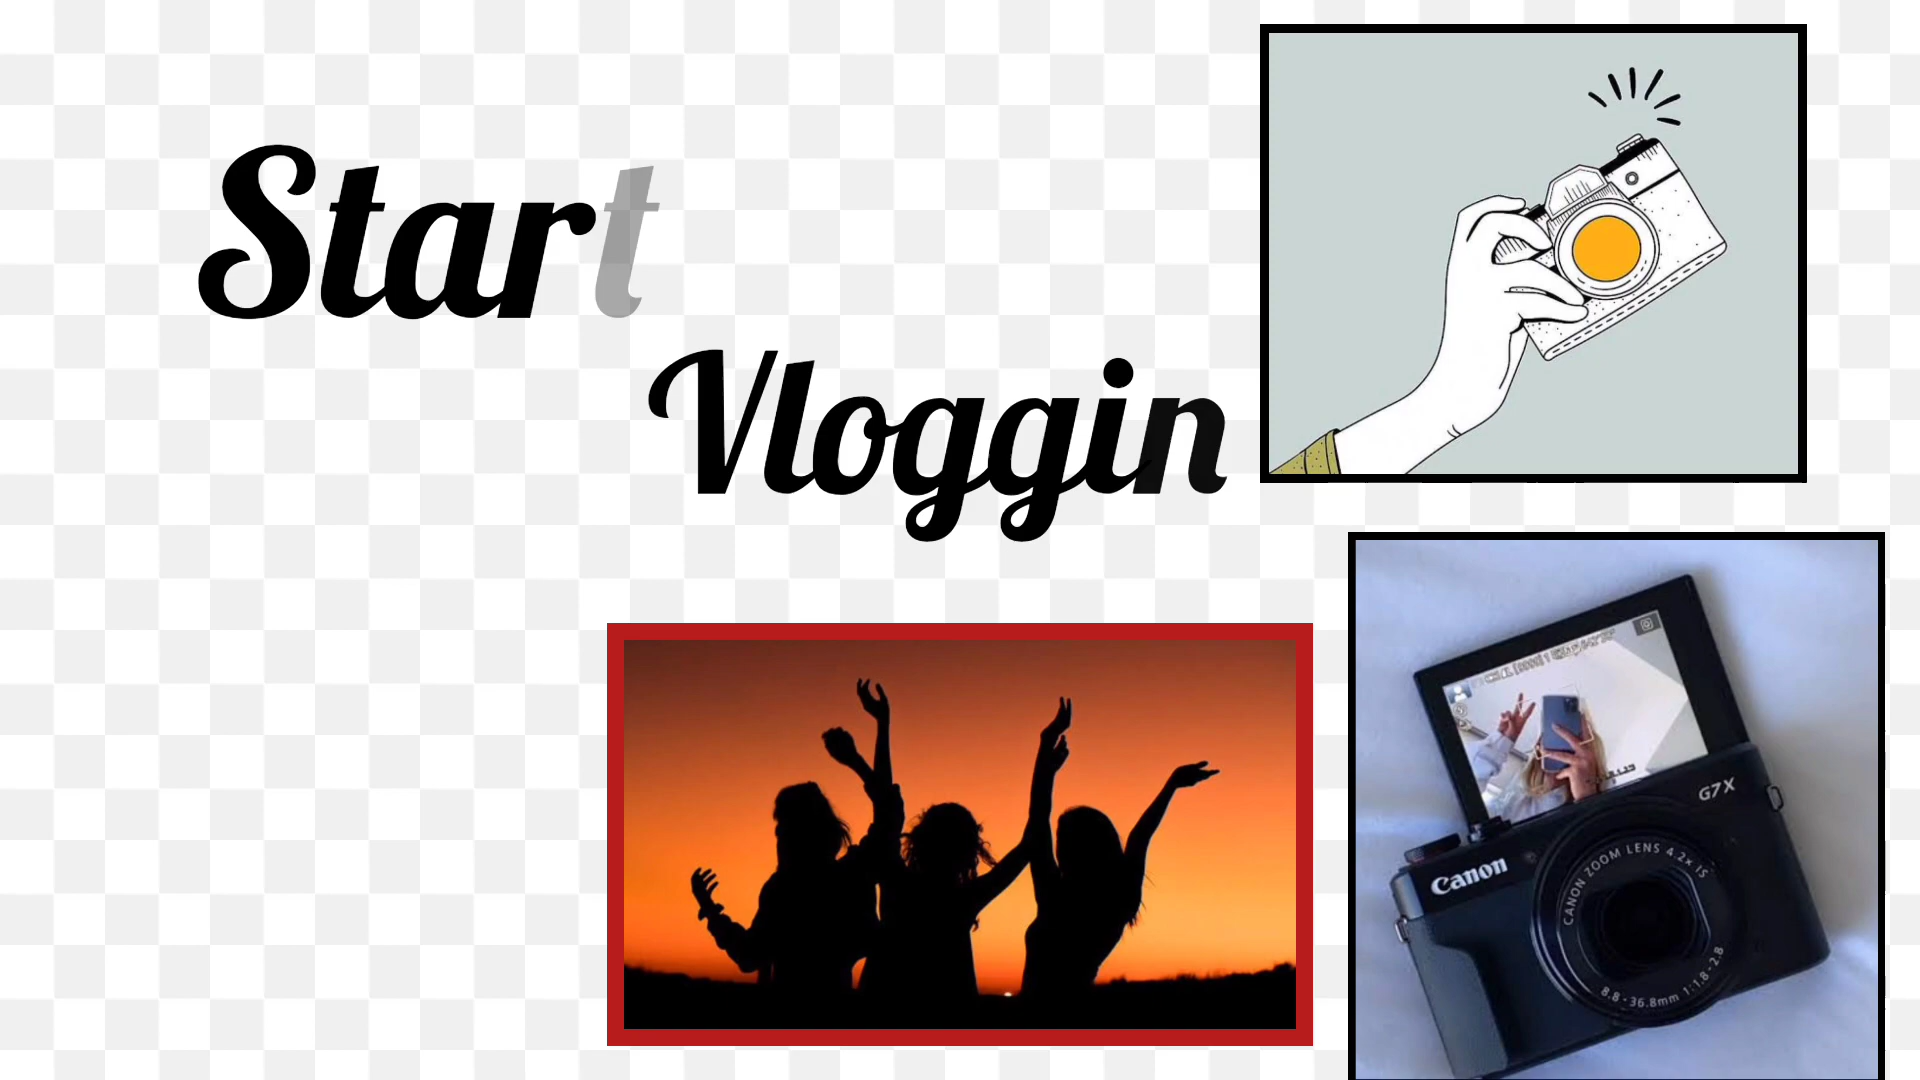 Start
Vloggin
G7X
Canon
CANON ZOOM LENS 4.2x IS
8.8-36.8mm 1:1.8-2.8